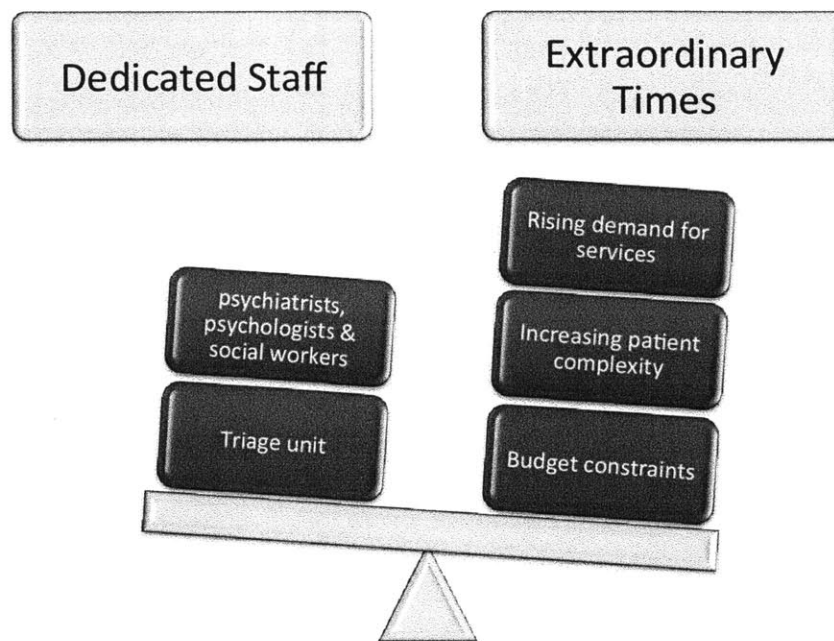 Dedicated Staff
Extraordinary
Times
psychiatrists,
psychologists &
social workers
Triage unit
Rising demand for
services
Increasing patient
complexity
Budget constraints